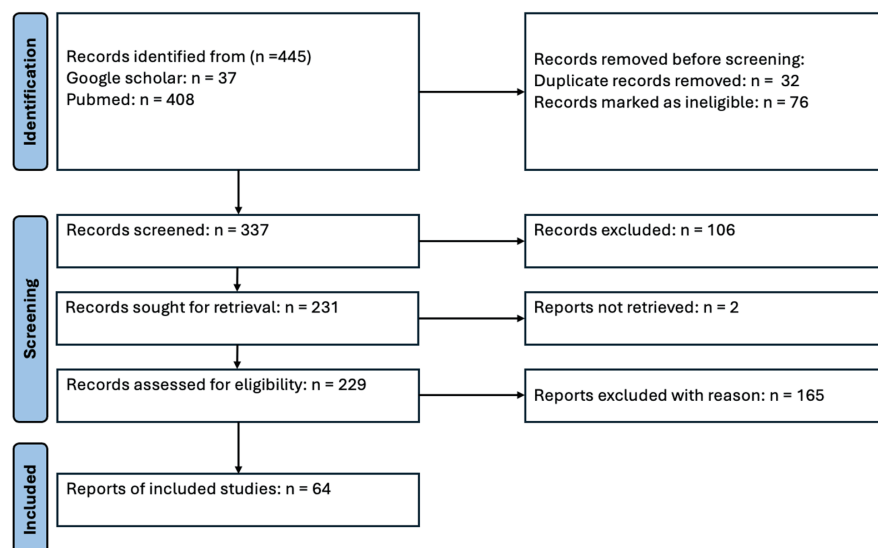 Identification
Records identified from (n =445)
Google scholar: n = 37
Pubmed: n = 408
Records removed before screening:
Duplicate records removed: n =  32
Records marked as ineligible: n = 76
Screening
Records screened: n = 337
Records excluded: n = 106
Records sought for retrieval: n = 231
Reports not retrieved: n = 2
Records assessed for eligibility: n = 229
Reports excluded with reason: n = 165
Included
Reports of included studies: n = 64